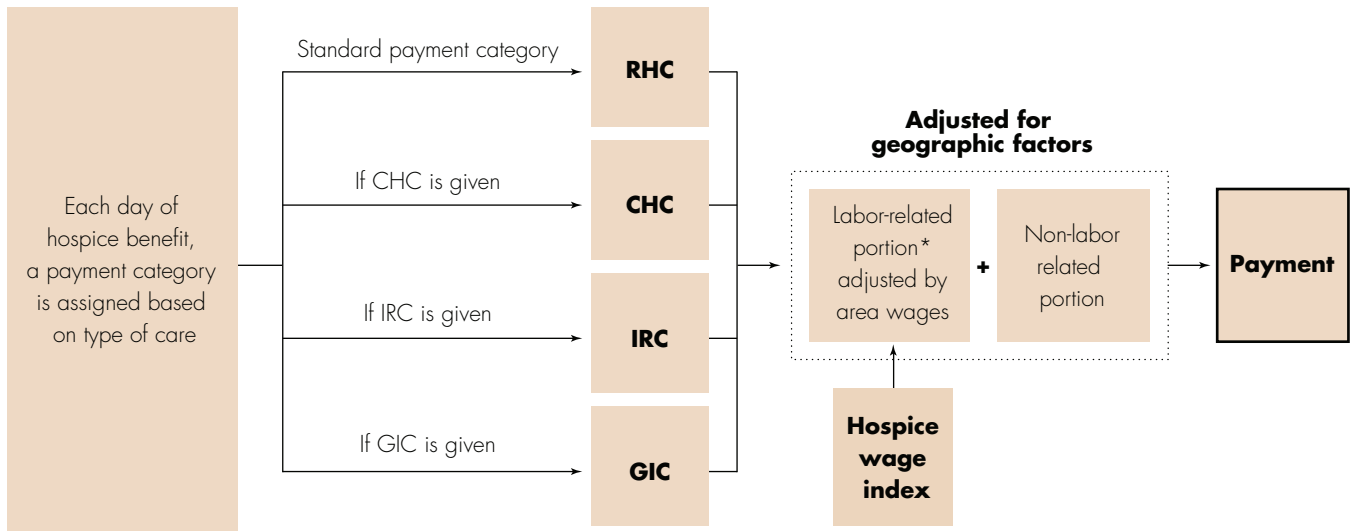 Each day of
hospice benefit,
a payment category
is assigned based
on type of care
Standard payment category
RHC
If CHC is given
CHC
If IRC is given
IRC
If GIC is given
GIC
Adjusted for
geographic factors
Labor-related
portion*
adjusted by
area wages
+
Non-labor
related
portion
Hospice
wage
index
Payment